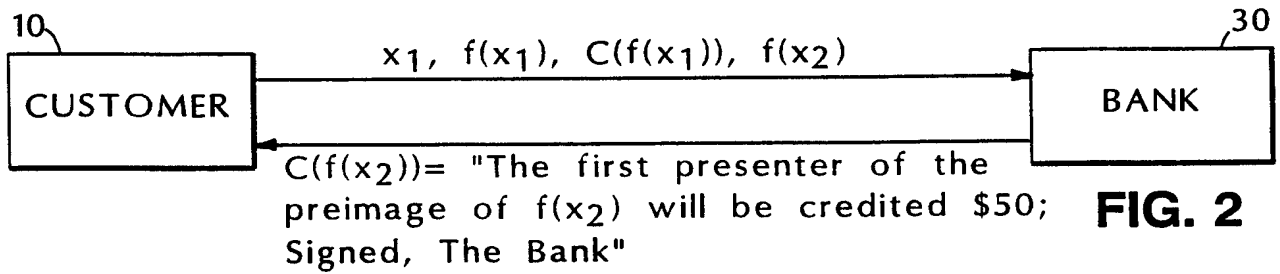 10
30
x1, f(x1), C(f(x1)), f(x2)
CUSTOMER
BANK
C(f(x2))= "The first presenter of the
preimage of f(x2) will be credited $50;
Signed, The Bank"
FIG. 2